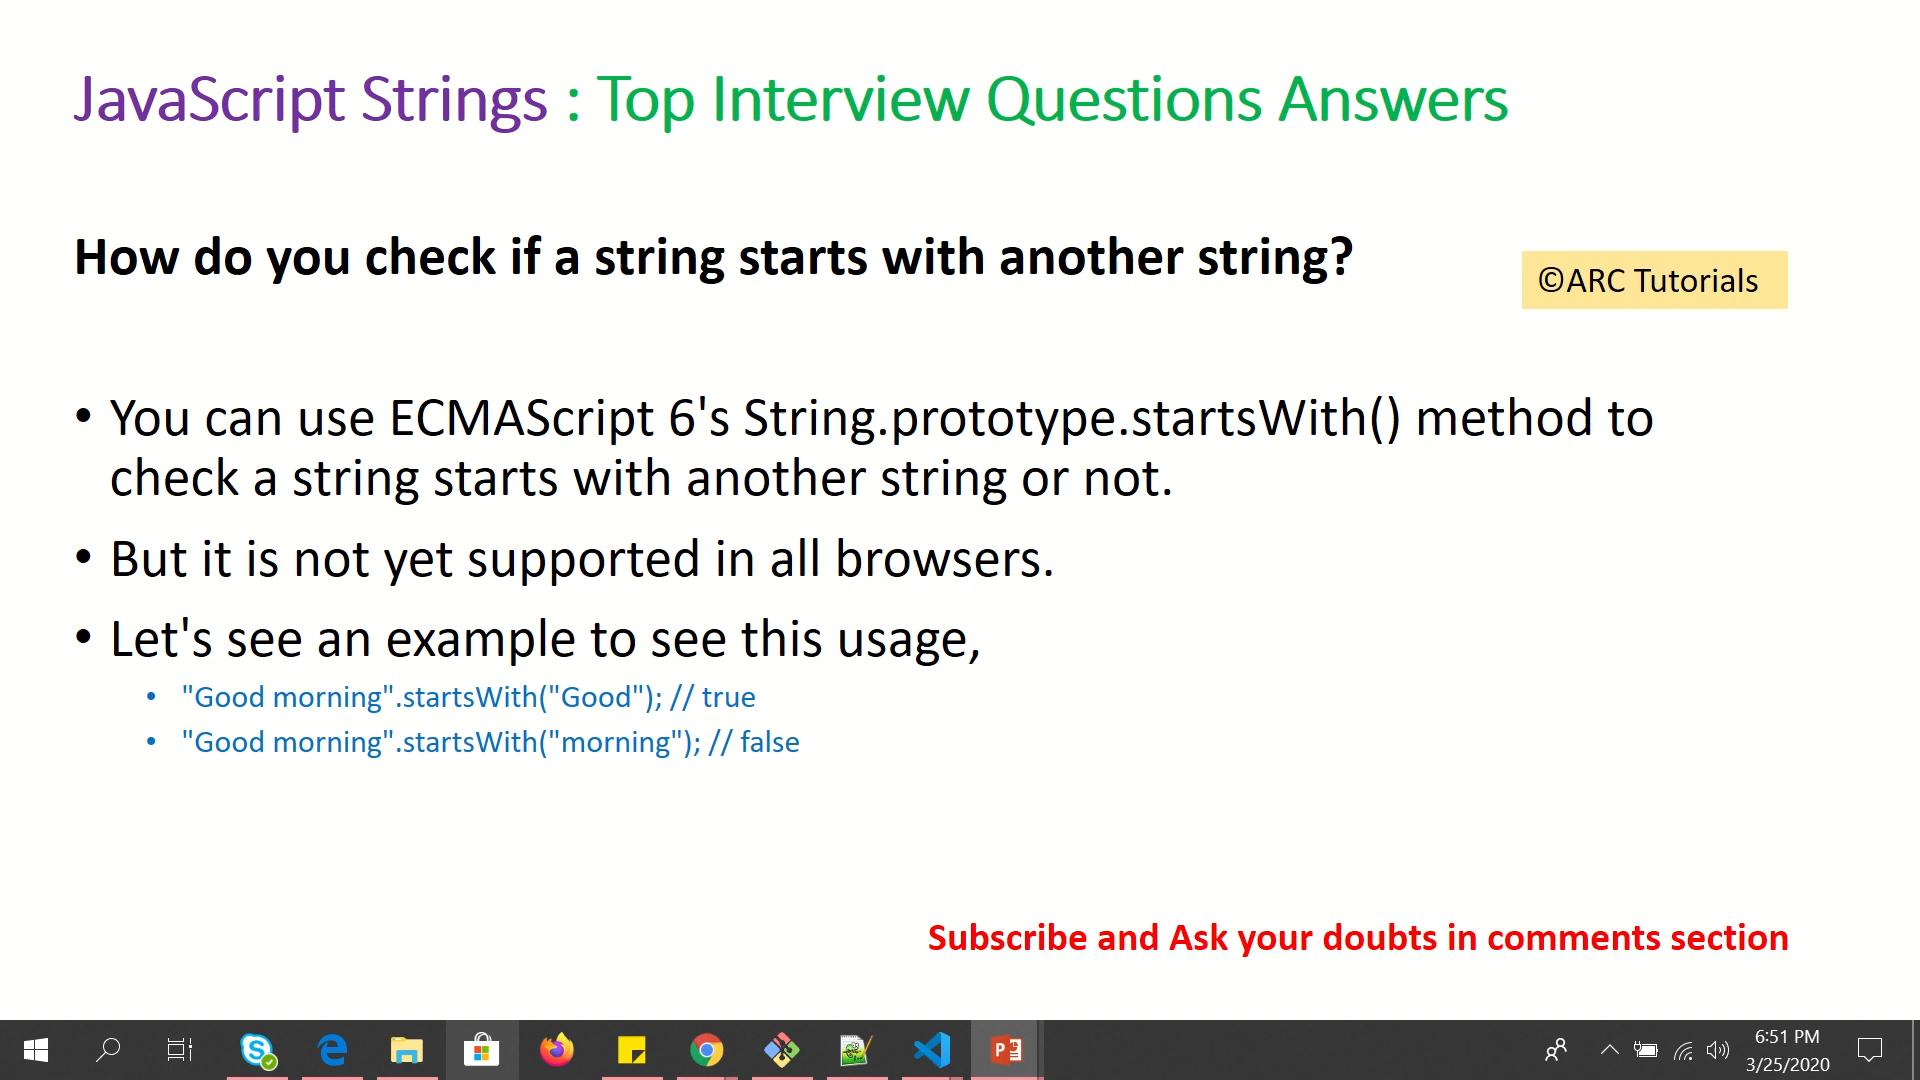 JavaScript Strings : Top Interview Questions Answers
How do you check if a string starts with another string?
©ARC Tutorials
• You can use ECMAScript 6's String.prototype.startsWith() method to
check a string starts with another string or not.
• But it is not yet supported in all browsers.
• Let's see an example to see this usage,
• "Good morning".startsWith("Good"); // true
• "Good morning".startsWith("morning"); // false
Subscribe and Ask your doubts in comments section
6:51 PM
3/25/2020